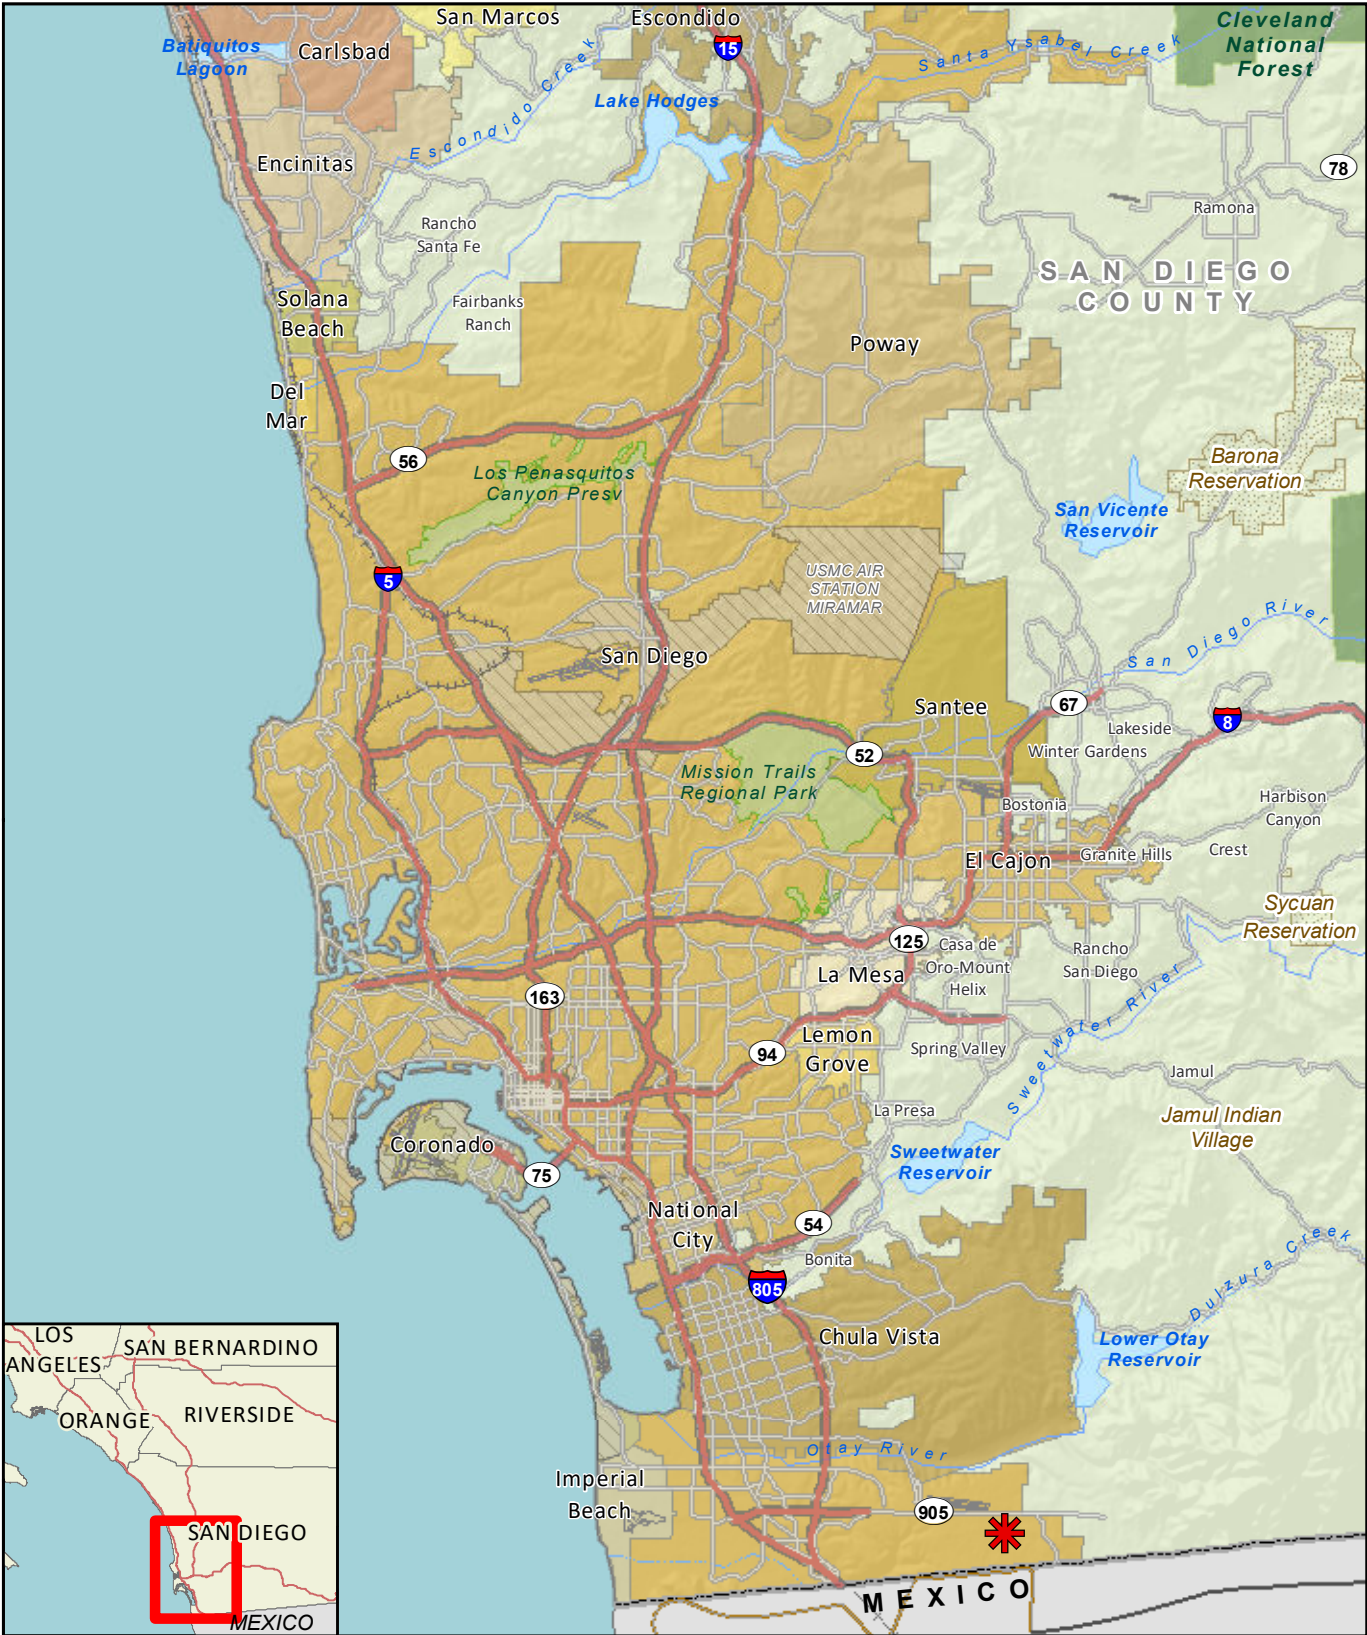 San Marcos
Escondido
15
Cleveland
National
Forest
Batiquitos
Lagoon
Carlsbad
Escondido Creek
Santa Ysabel Creek
Lake Hodges
Encinitas
78
Rancho
Santa Fe
Ramona
SAN DIEGO
COUNTY
Solana
Beach
Fairbanks
Ranch
Poway
Del
Mar
56
Los Penasquitos
Canyon Presv
Barona
Reservation
San Vicente
Reservoir
5
USMC AIR
STATION
MIRAMAR
San Diego River
San Diego
Santee
67
8
Lakeside
Winter Gardens
52
Mission Trails
Regional Park
Bostonia
Harbison
Canyon
El Cajon
Granite Hills
Crest
Sycuan
Reservation
125
Casa de
Oro-Mount
Helix
Rancho
San Diego
La Mesa
163
Sweetwater River
Lemon
Grove
94
Spring Valley
Jamul
La Presa
Jamul Indian
Village
Coronado
75
Sweetwater
Reservoir
National
City
54
Bonita
Dulzura Creek
805
Chula Vista
Lower Otay
Reservoir
Otay River
Imperial
Beach
905
MEXICO
LOS
ANGELES
SAN BERNARDINO
ORANGE
RIVERSIDE
SAN DIEGO
MEXICO